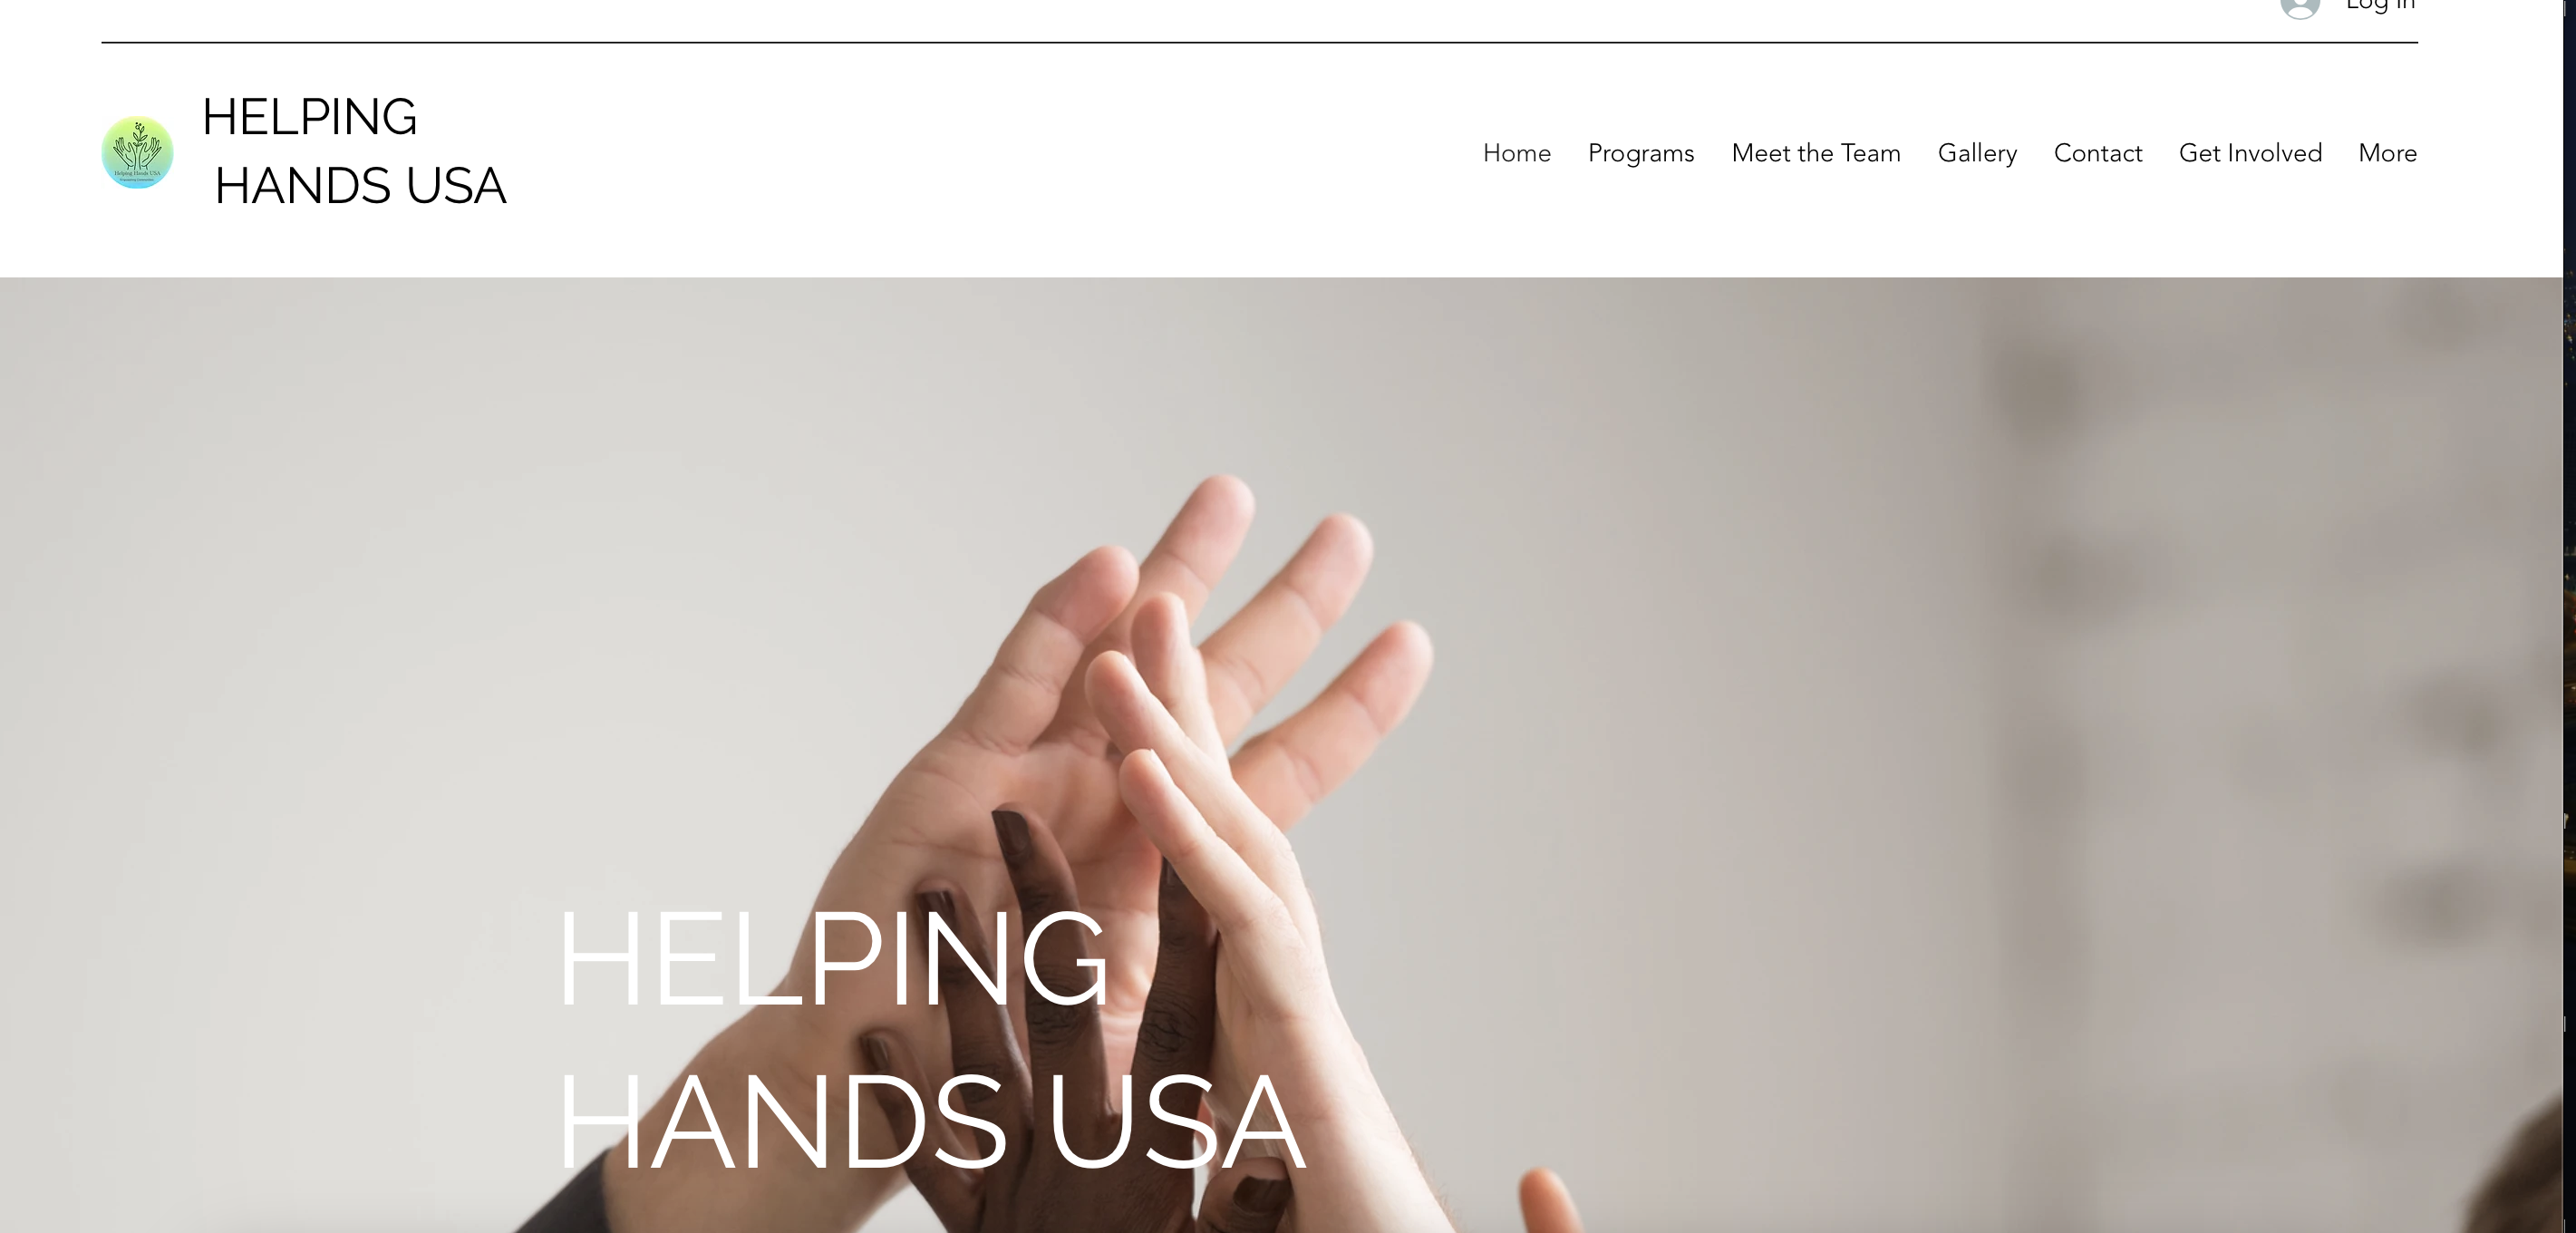 Log In
HELPING
HANDS USA
Helping Hands USA
Home Programs Meet the Team Gallery Contact Get Involved More
HELPING
HANDS USA